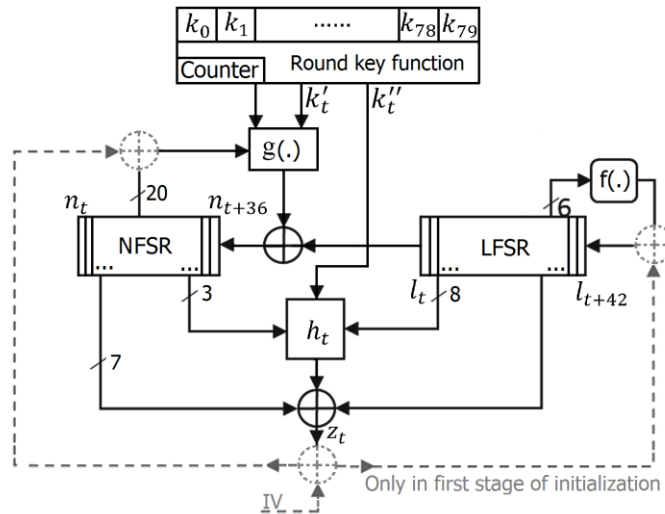 k₀ k₁ ...... k₇₈ k₇₉
Counter Round key function
k′ₜ k″ₜ
g(.)
f(.)
20
6
nₜ nₜ₊₃₆
NFSR
LFSR
... ...
... ...
3
lₜ 8 lₜ₊₄₂
hₜ
7
zₜ
Only in first stage of initialization
IV